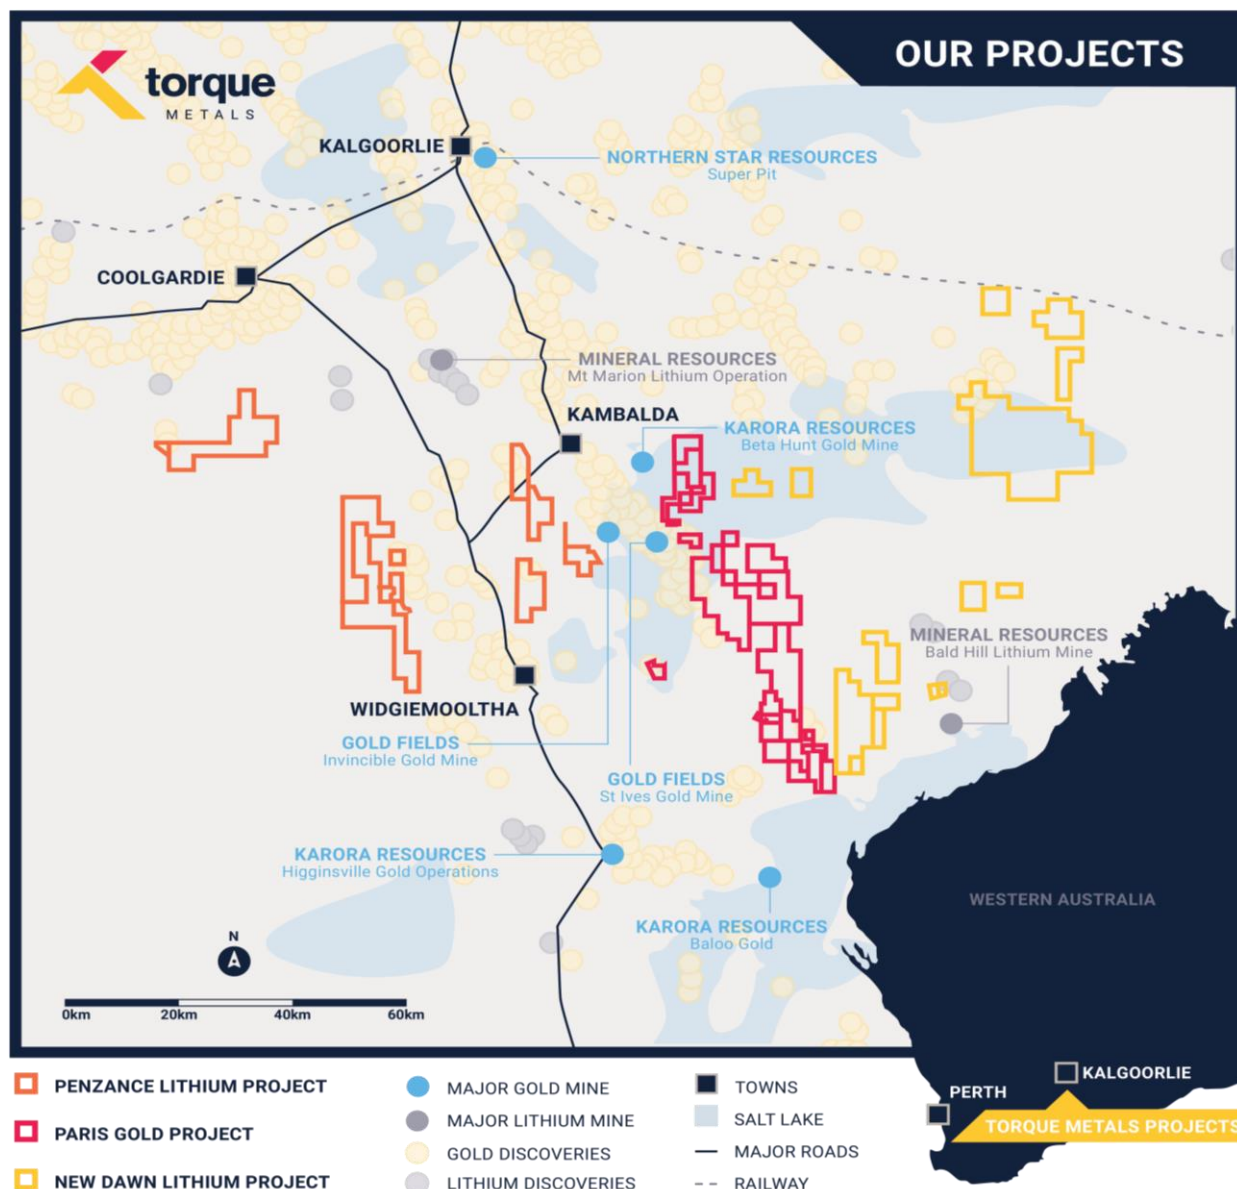 OUR PROJECTS
torque
METALS
KALGOORLIE
NORTHERN STAR RESOURCES
Super Pit
COOLGARDIE
MINERAL RESOURCES
Mt Marion Lithium Operation
KAMBALDA
KARORA RESOURCES
Beta Hunt Gold Mine
MINERAL RESOURCES
Bald Hill Lithium Mine
WIDGIEMOOLTHA
GOLD FIELDS
Invincible Gold Mine
GOLD FIELDS
St Ives Gold Mine
KARORA RESOURCES
Higginsville Gold Operations
KARORA RESOURCES
Baloo Gold
WESTERN AUSTRALIA
N
0km 20km 40km 60km
KALGOORLIE
PERTH
TORQUE METALS PROJECTS
PENZANCE LITHIUM PROJECT
PARIS GOLD PROJECT
NEW DAWN LITHIUM PROJECT
MAJOR GOLD MINE
MAJOR LITHIUM MINE
GOLD DISCOVERIES
LITHIUM DISCOVERIES
TOWNS
SALT LAKE
MAJOR ROADS
RAILWAY